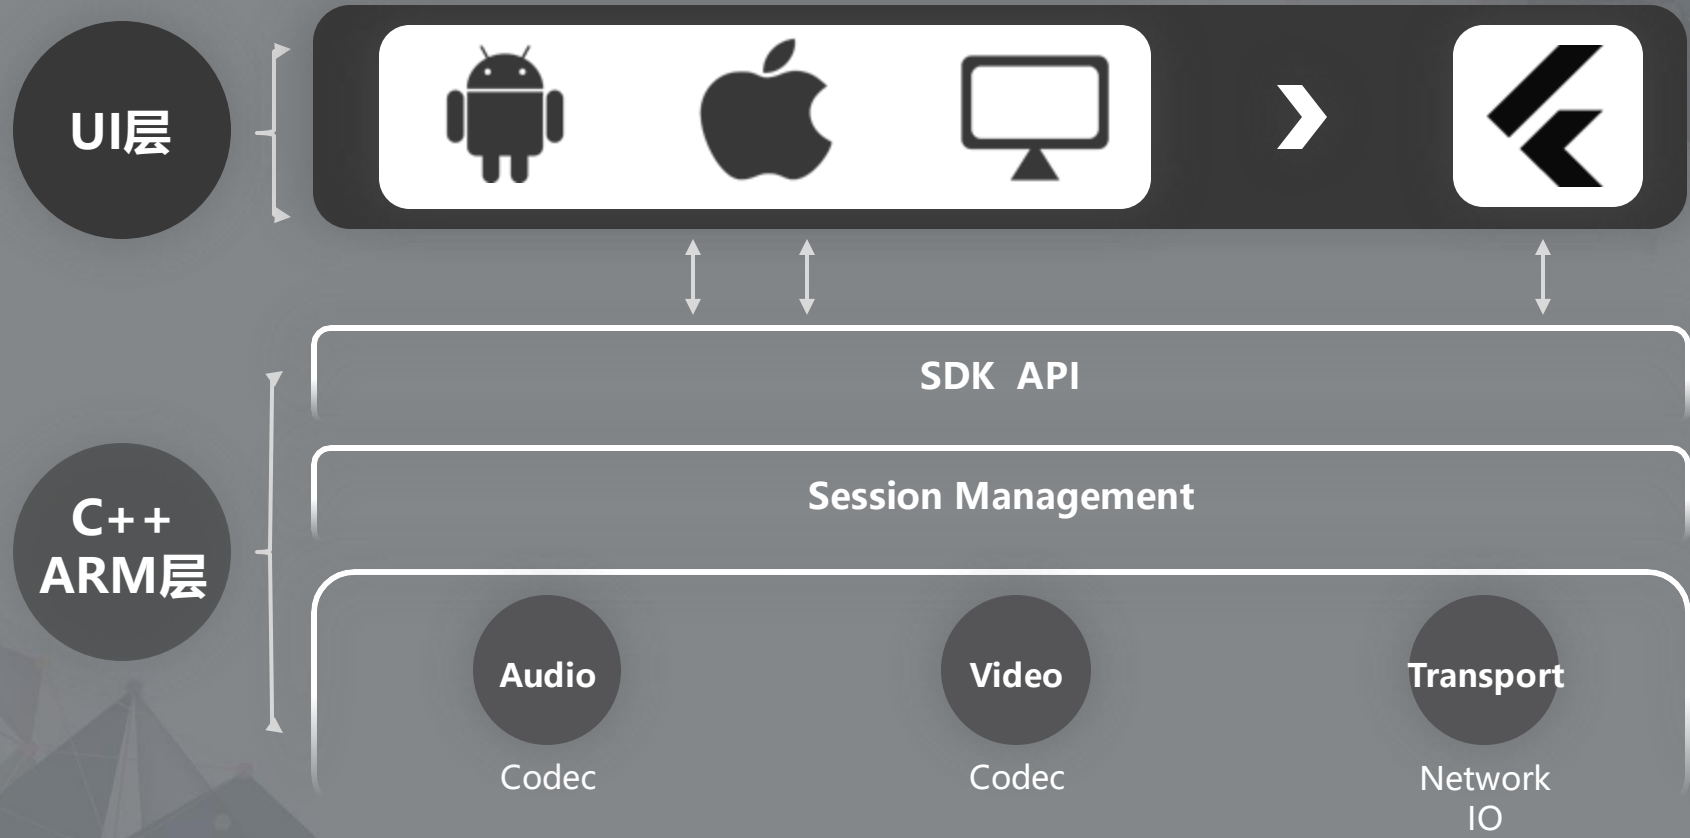 UI层
SDK API
Session Management
C++
ARM层
Audio
Video
Transport
Codec
Codec
Network
IO